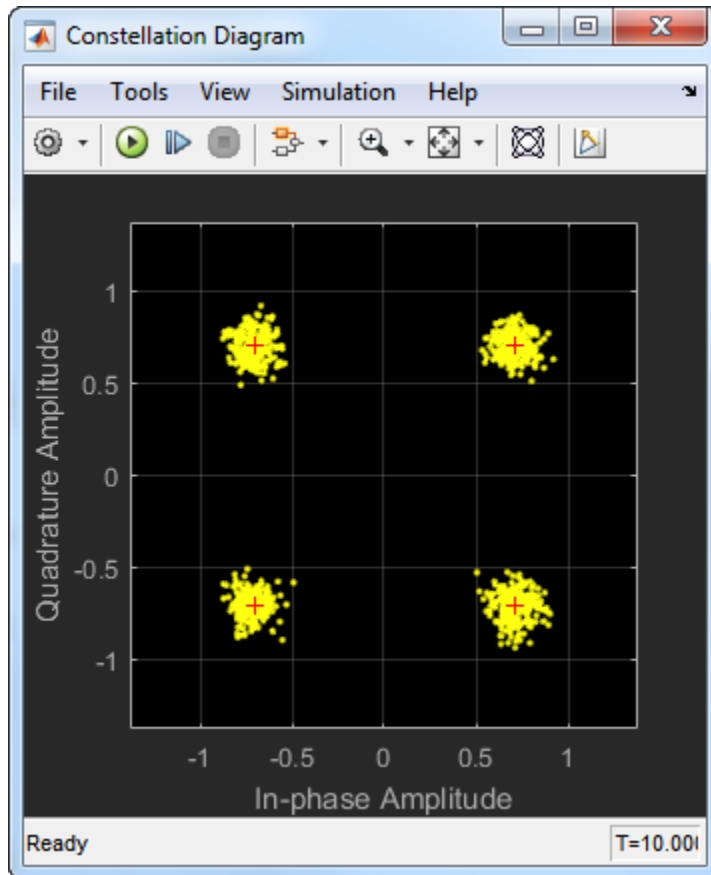 Constellation Diagram
File Tools View Simulation Help
1
0.5
0
-0.5
-1
Quadrature Amplitude
-1 -0.5 0 0.5 1
In-phase Amplitude
Ready T=10.00